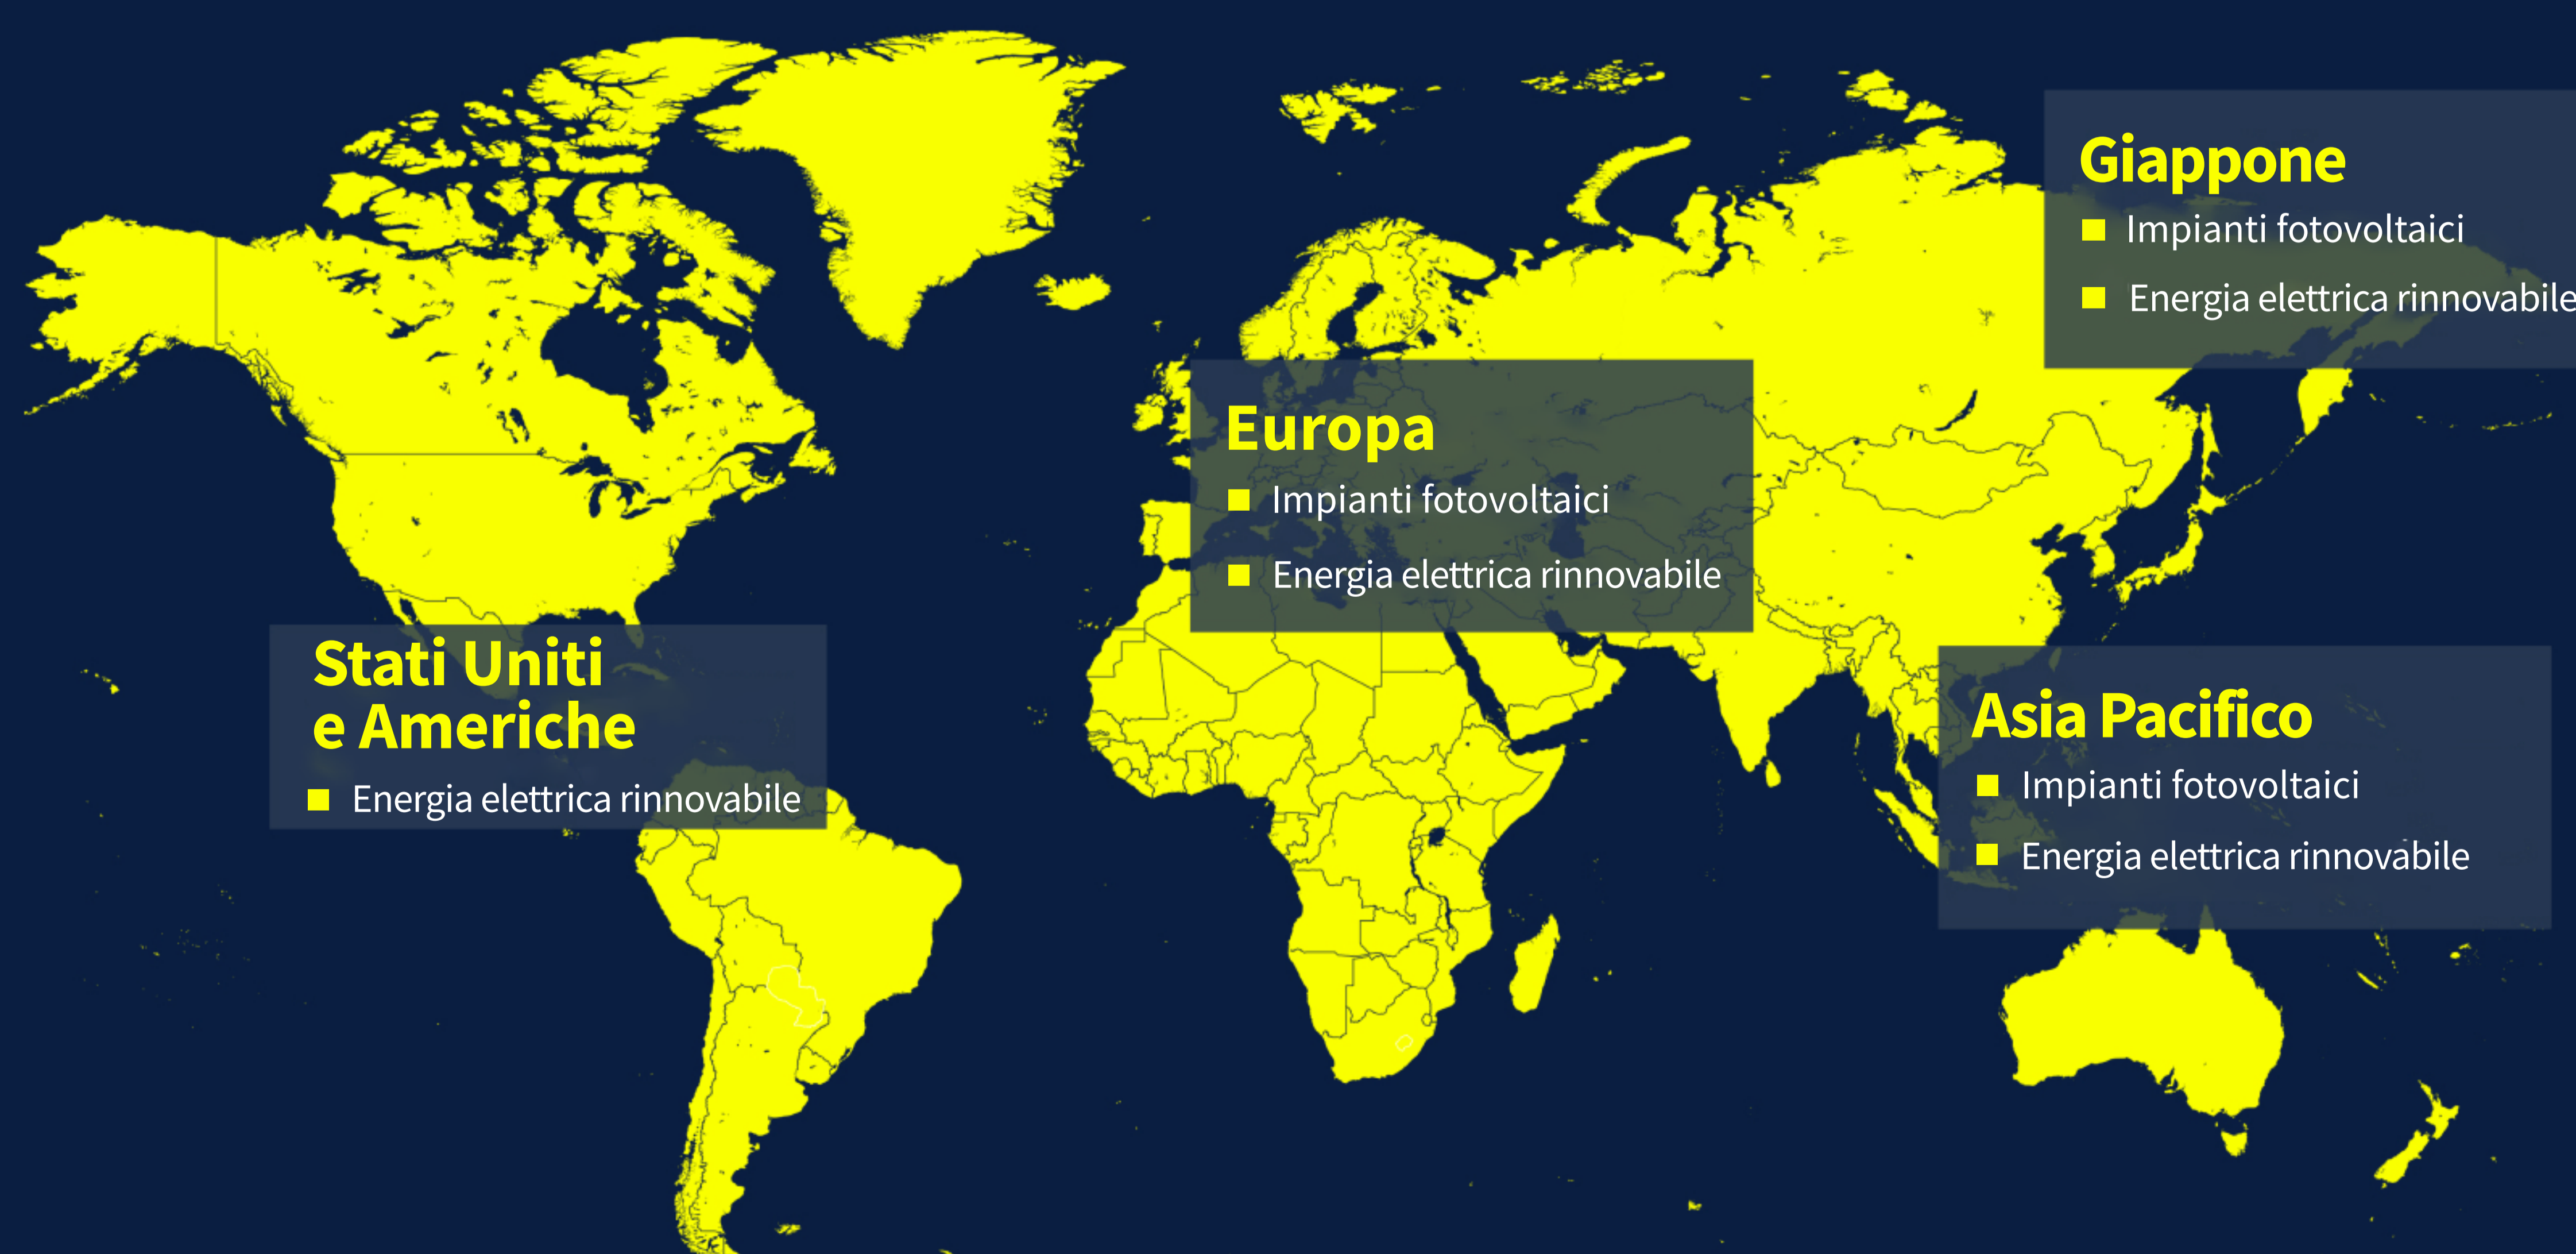 Giappone
Impianti fotovoltaici
Energia elettrica rinnovabile
Europa
Impianti fotovoltaici
Energia elettrica rinnovabile
Stati Uniti
e Americhe
Energia elettrica rinnovabile
Asia Pacifico
Impianti fotovoltaici
Energia elettrica rinnovabile